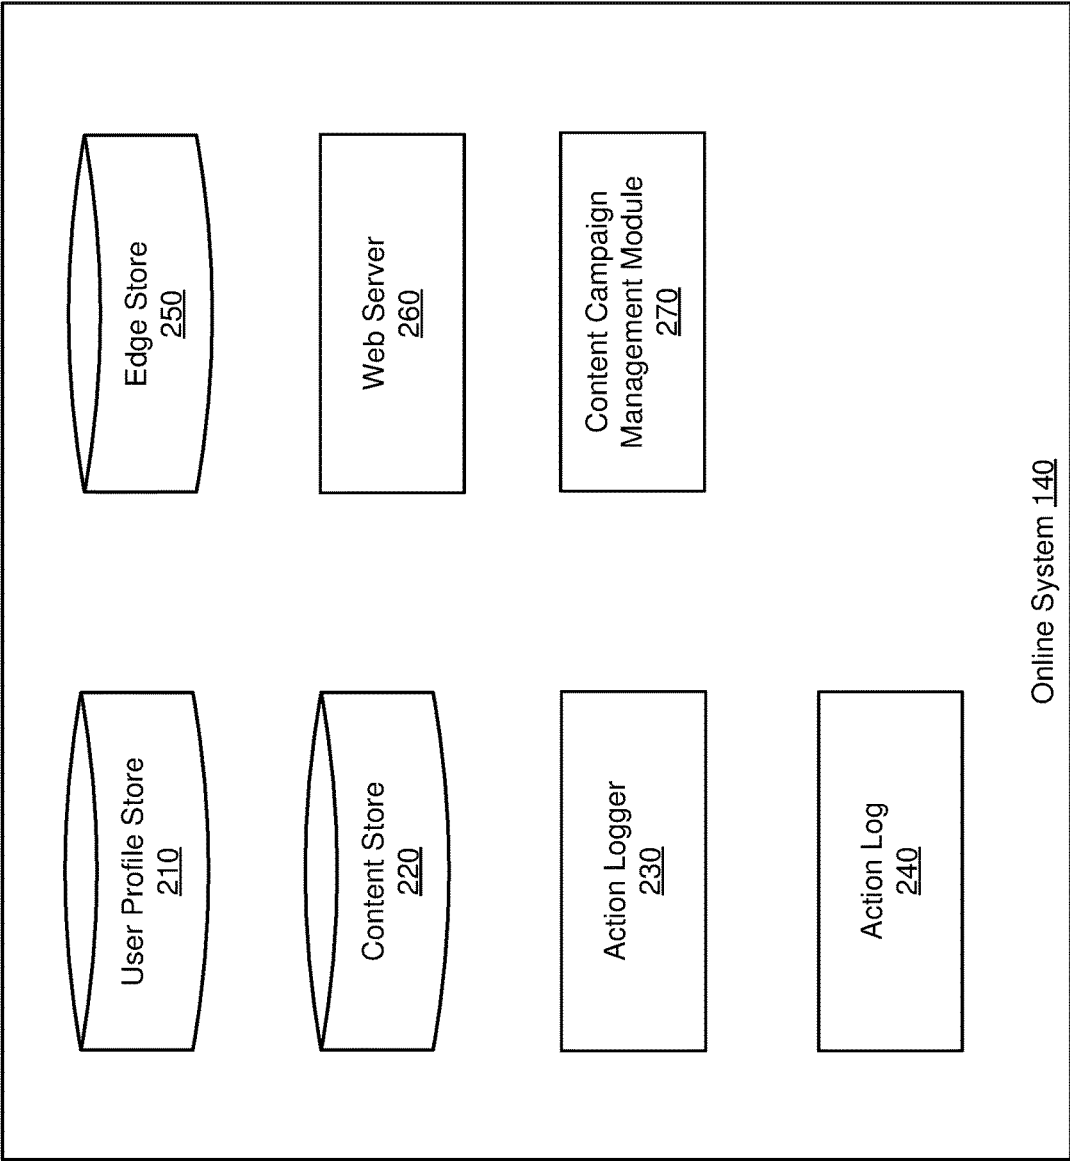 User Profile Store
210
Content Store
220
Action Logger
230
Action Log
240
Edge Store
250
Web Server
260
Content Campaign
Management Module
270
Online System 140